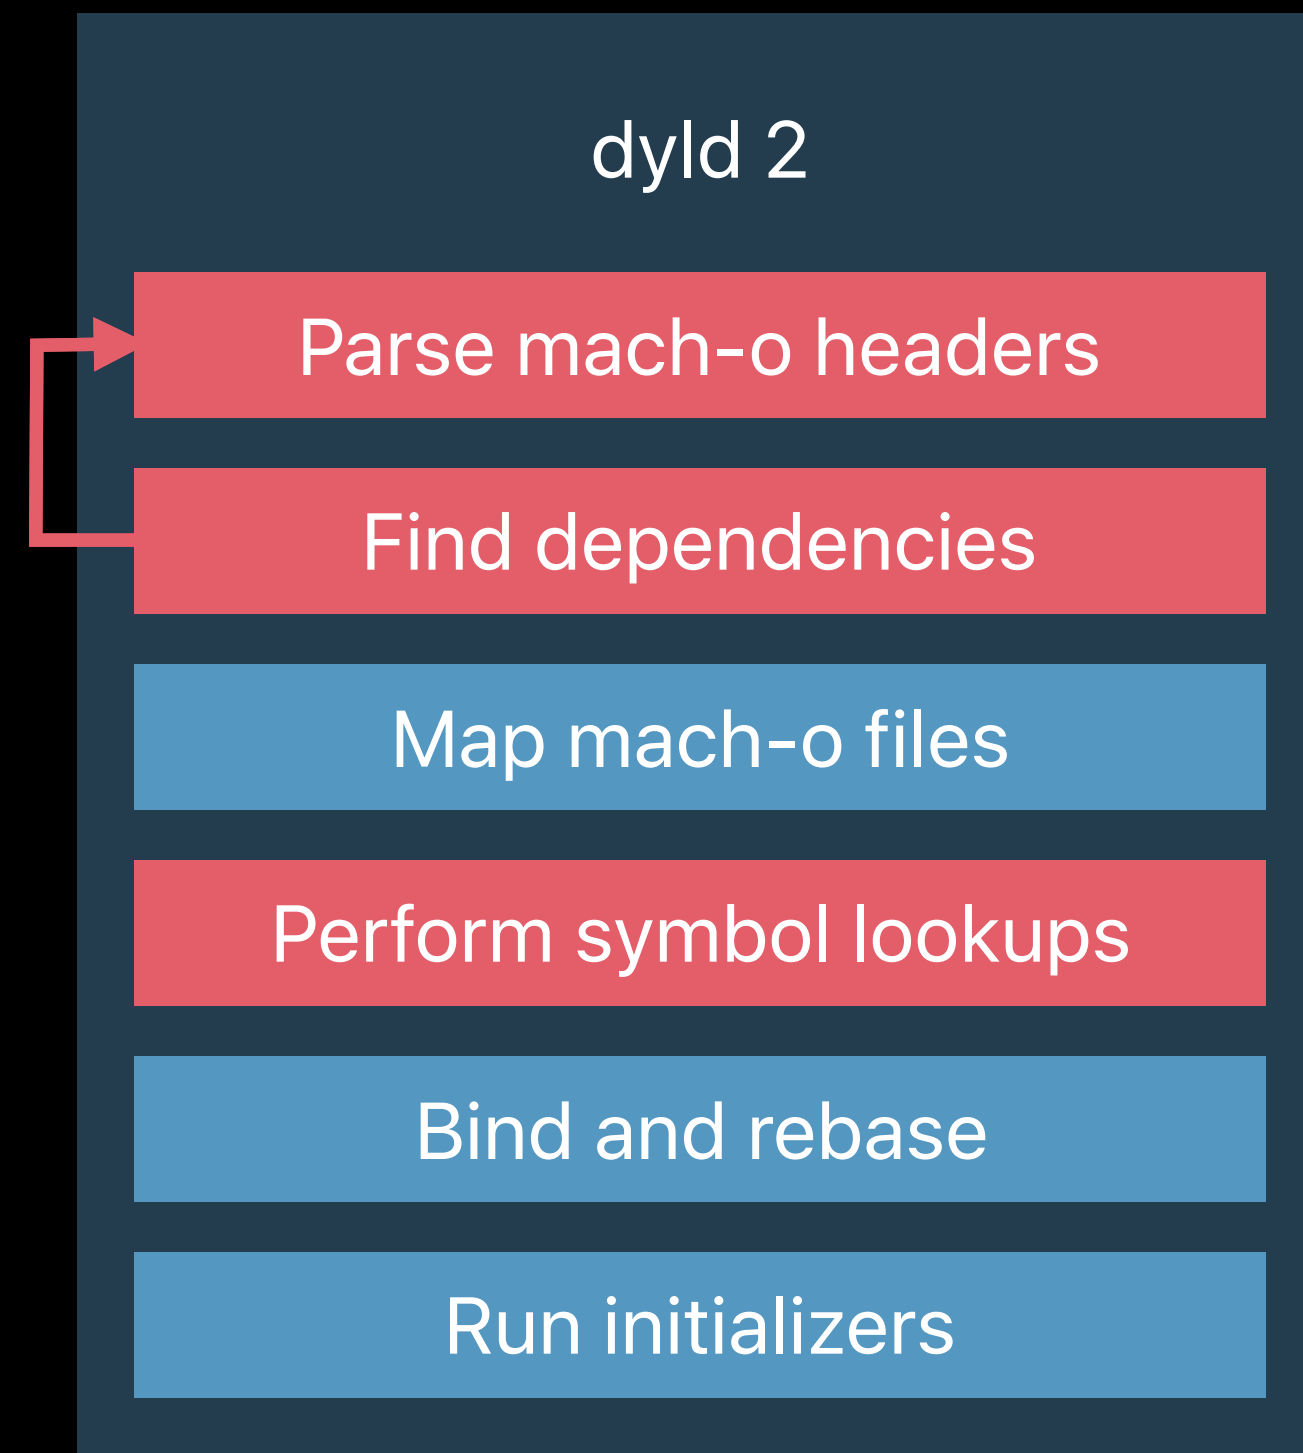 dyld 2
Parse mach-o headers
Find dependencies
Map mach-o files
Perform symbol lookups
Bind and rebase
Run initializers